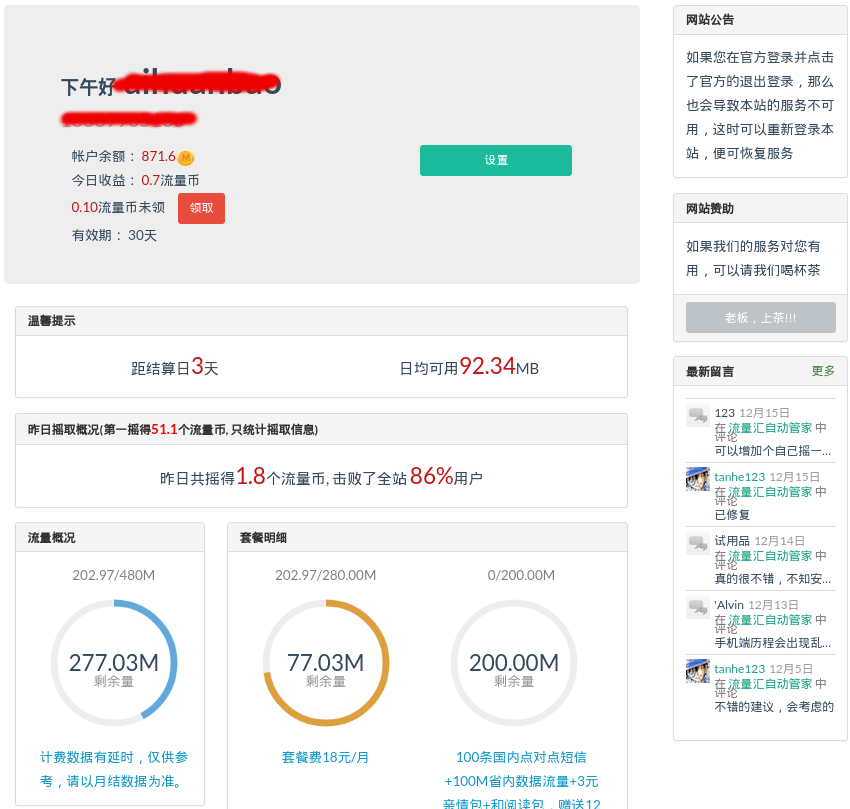 下午好
帐户余额： 871.6
今日收益： 0.7流量币
0.10流量币未领 领取
有效期： 30天
设置
温馨提示
距结算日3天 日均可用92.34MB
昨日摇取概况(第一摇得51.1个流量币, 只统计摇取信息)
昨日共摇得1.8个流量币, 击败了全站 86%用户
流量概况
202.97/480M
277.03M
剩余量
计费数据有延时，仅供参
考，请以月结数据为准。
套餐明细
202.97/280.00M
77.03M
剩余量
套餐费18元/月
0/200.00M
200.00M
剩余量
100条国内点对点短信
+100M省内数据流量+3元
亲情包+和阅读包，赠送12
网站公告
如果您在官方登录并点击
了官方的退出登录，那么
也会导致本站的服务不可
用，这时可以重新登录本
站，便可恢复服务
网站赞助
如果我们的服务对您有
用，可以请我们喝杯茶
老板，上茶!!!
最新留言 更多
123 12月15日
在 流量汇自动管家 中
评论
可以增加个自己摇一...
tanhe123 12月15日
在 流量汇自动管家 中
评论
已修复
试用品 12月14日
在 流量汇自动管家 中
评论
真的很不错，不知安...
'Alvin 12月13日
在 流量汇自动管家 中
评论
手机端历程会出现乱...
tanhe123 12月5日
在 流量汇自动管家 中
评论
不错的建议，会考虑的